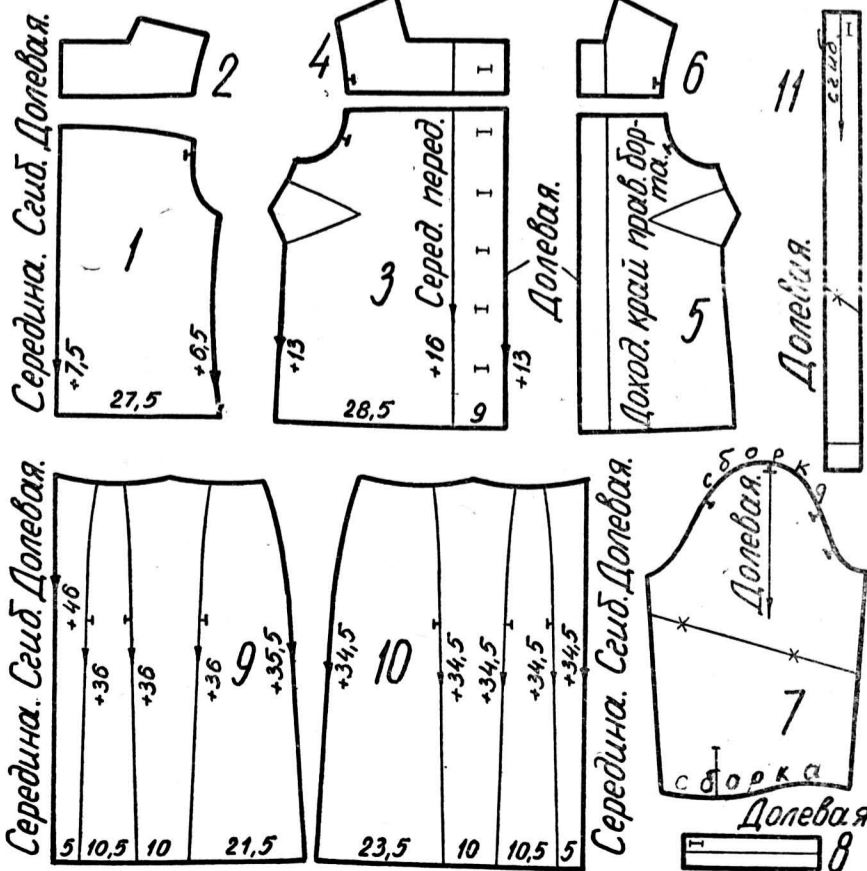 Середина. Сгиб. Долевая.
2
1
+7,5
+6,5
27,5
4
3
Серед. перед.
+13
+16
+13
28,5
9
Долевая.
6
Доход. край прав. бор-
та.
5
11
сгиб.
Долевая.
Середина. Сгиб. Долевая.
+46
+36
+36
+36
+35,5
9
5
10,5
10
21,5
10
+34,5
+34,5
+34,5
+34,5
+34,5
23,5
10
10,5
5
Середина. Сгиб. Долевая.
сборка
Долевая.
7
сборка
Долевая
8